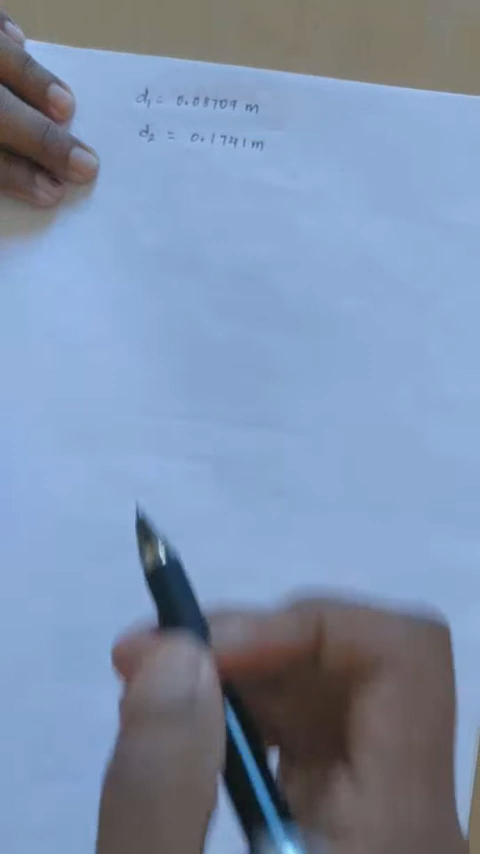 d₁ = 0.08709 m
d₂ = 0.1741 m